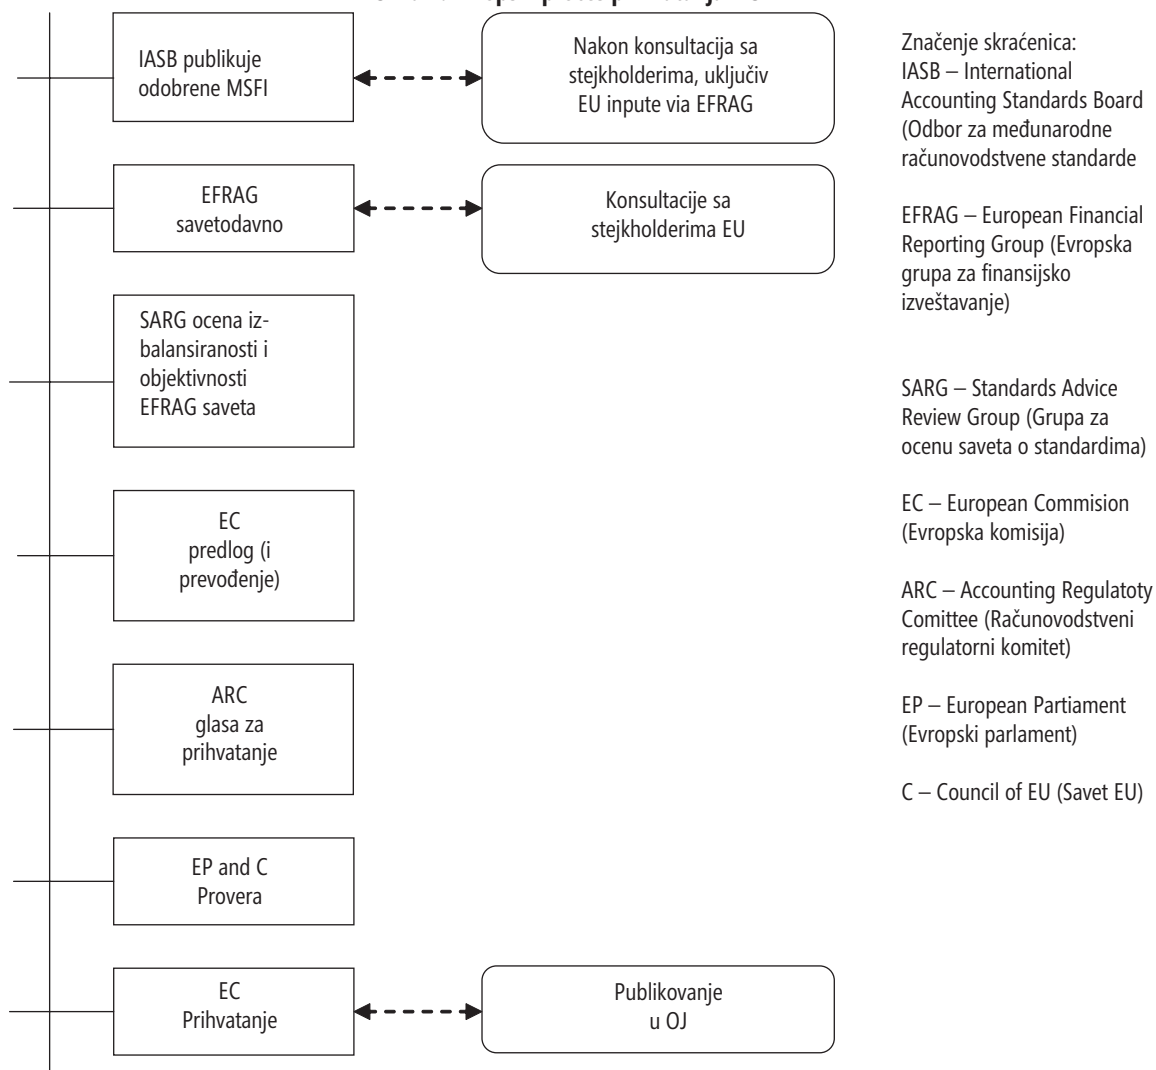 IASB publikuje
odobrene MSFI
Nakon konsultacija sa
stejkholderima, uključiv
EU inpute via EFRAG
EFRAG
savetodavno
Konsultacije sa
stejkholderima EU
SARG ocena iz-
balansiranosti i
objektivnosti
EFRAG saveta
EC
predlog (i
prevođenje)
ARC
glasa za
prihvatanje
EP and C
Provera
EC
Prihvatanje
Publikovanje
u OJ
Značenje skraćenica:
IASB – International
Accounting Standards Board
(Odbor za međunarodne
računovodstvene standarde
EFRAG – European Financial
Reporting Group (Evropska
grupa za finansijsko
izveštavanje)
SARG – Standards Advice
Review Group (Grupa za
ocenu saveta o standardima)
EC – European Commision
(Evropska komisija)
ARC – Accounting Regulatoty
Comittee (Računovodstveni
regulatorni komitet)
EP – European Partiament
(Evropski parlament)
C – Council of EU (Savet EU)